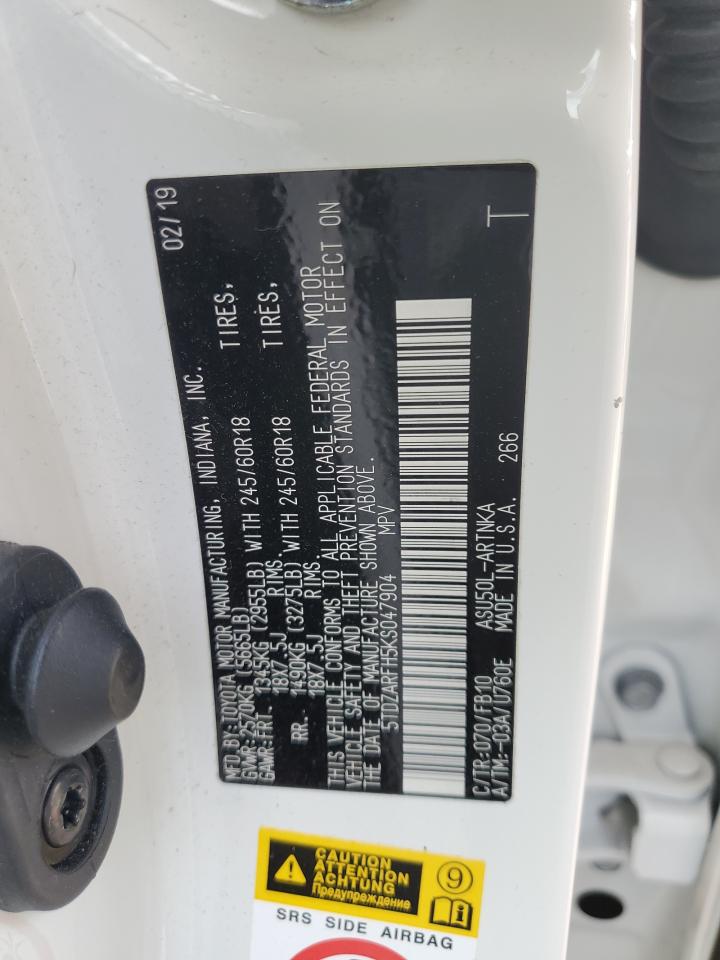 MFD BY:TOYOTA MOTOR MANUFACTURING, INDIANA, INC. 02/19
GVWR:2570KG (5665LB)
GAWR:FRT. 1345KG (2955LB) WITH 245/60R18 TIRES,
18X7.5J RIMS.
RR. 1490KG (3275LB) WITH 245/60R18 TIRES,
18X7.5J RIMS.
THIS VEHICLE CONFORMS TO ALL APPLICABLE FEDERAL MOTOR
VEHICLE SAFETY AND THEFT PREVENTION STANDARDS IN EFFECT ON
THE DATE OF MANUFACTURE SHOWN ABOVE.
5TDZARFH5KS047904 MPV
C/TR:070/FB10 ASU50L-ARTNKA T
A/TM:-03A/U760E MADE IN U.S.A. 266
CAUTION
ATTENTION
ACHTUNG
Предупреждение
9
i
SRS SIDE AIRBAG